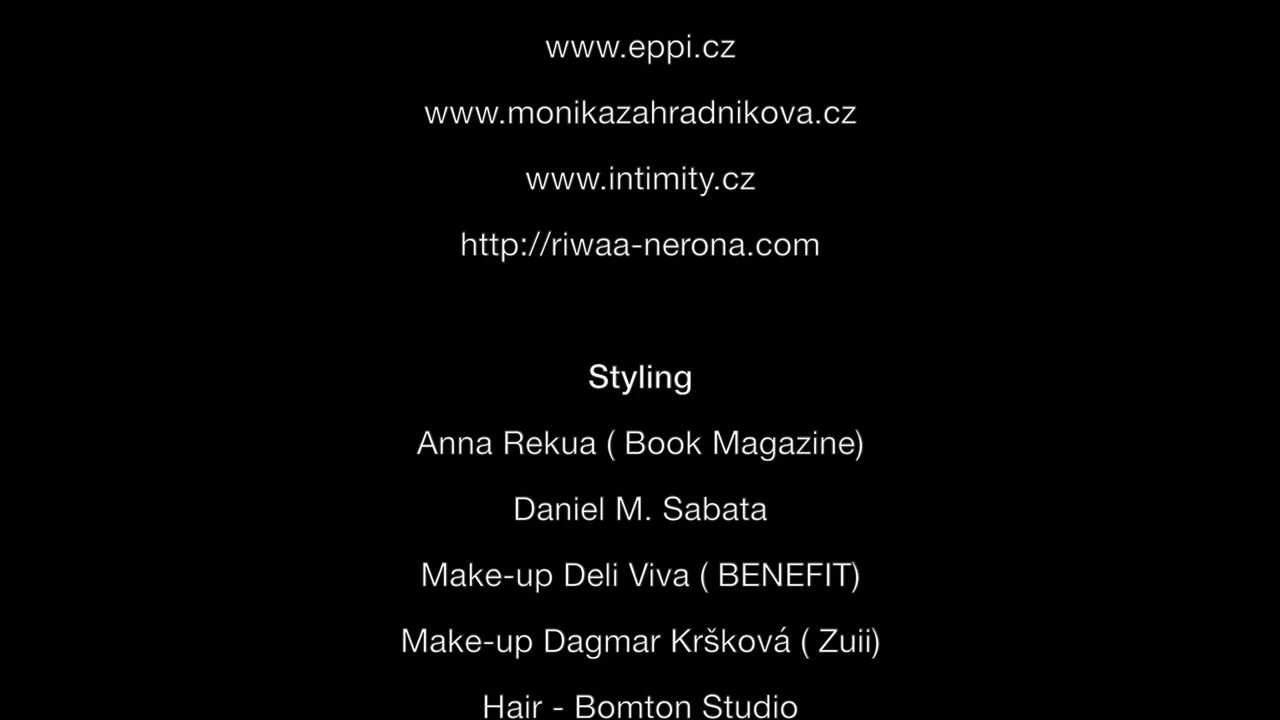 www.eppi.cz
www.monikazahradnikova.cz
www.intimity.cz
http://riwaa-nerona.com
Styling
Anna Rekua ( Book Magazine)
Daniel M. Sabata
Make-up Deli Viva ( BENEFIT)
Make-up Dagmar Kršková ( Zuii)
Hair - Bomton Studio